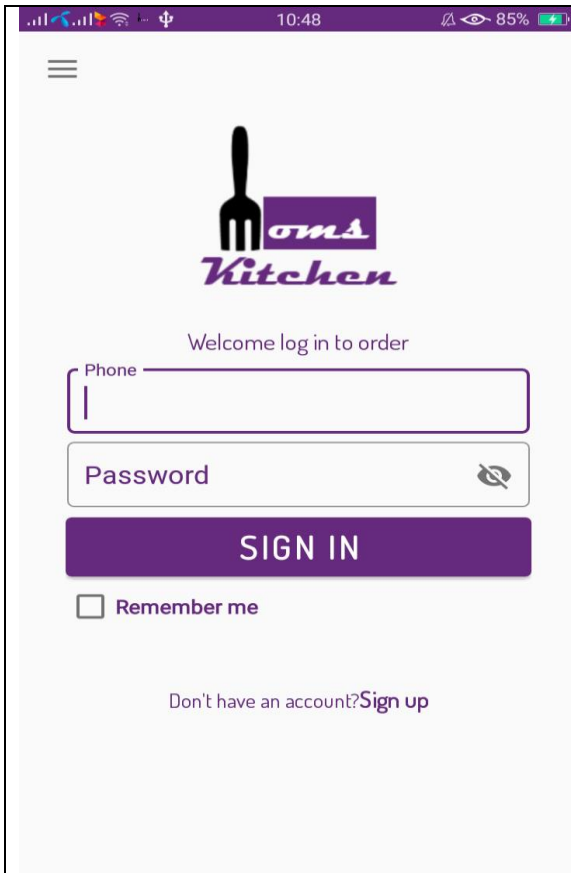 10:48
85%
oms
Kitchen
Welcome log in to order
Phone
Password
SIGN IN
Remember me
Don't have an account?Sign up